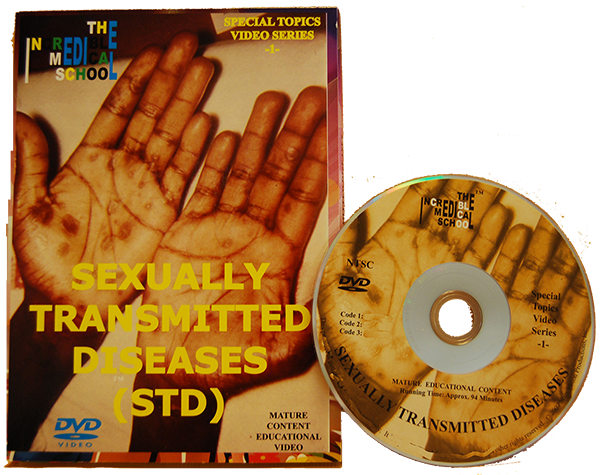 THE
INCREDIBLE
MEDICAL
SCHOOL
SPECIAL TOPICS
VIDEO SERIES
-1-
SEXUALLY
TRANSMITTED
DISEASES
(STD)
TM
DVD
VIDEO
MATURE
CONTENT
EDUCATIONAL
VIDEO
THE TM
INCREDIBLE
MEDICAL
SCHOOL
NTSC
DVD
Code 1:
Code 2:
Code 3:
Special
Topics
Video
Series
-1-
MATURE EDUCATIONAL CONTENT
Running Time: Approx. 94 Minutes
SEXUALLY TRANSMITTED DISEASES